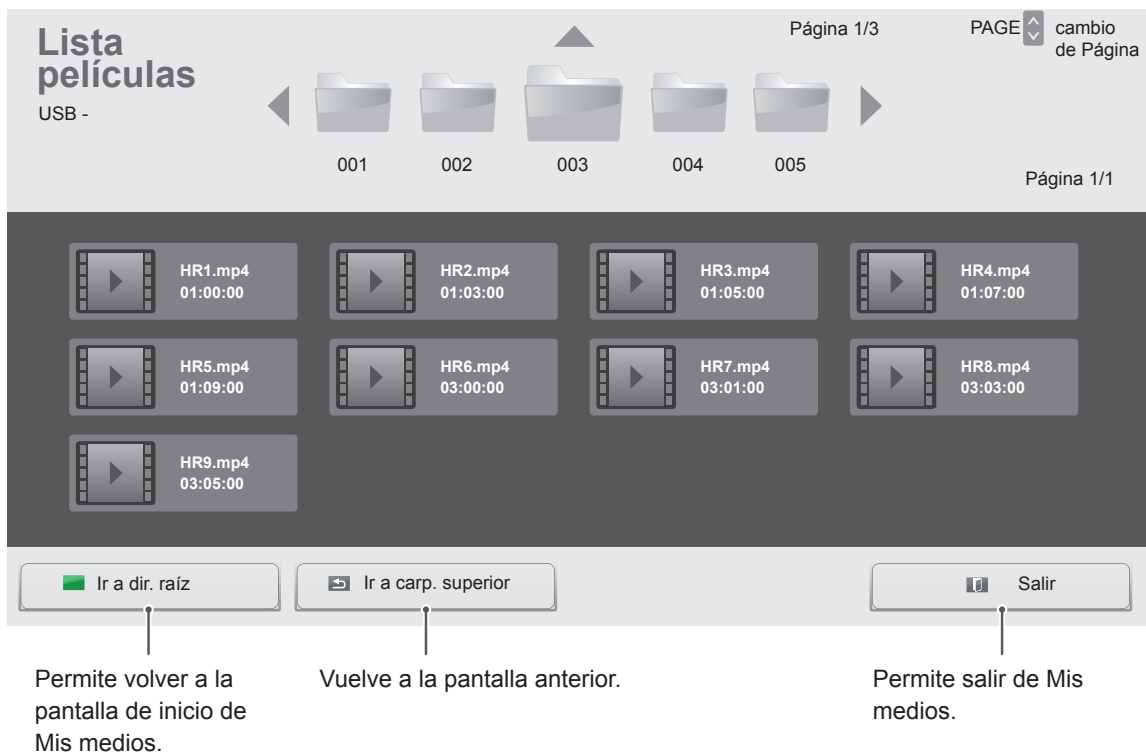 Lista
películas
USB -
Página 1/3
PAGE
cambio
de Página
001
002
003
004
005
Página 1/1
HR1.mp4
01:00:00
HR2.mp4
01:03:00
HR3.mp4
01:05:00
HR4.mp4
01:07:00
HR5.mp4
01:09:00
HR6.mp4
03:00:00
HR7.mp4
03:01:00
HR8.mp4
03:03:00
HR9.mp4
03:05:00
Ir a dir. raíz
Ir a carp. superior
Salir
Permite volver a la
pantalla de inicio de
Mis medios.
Vuelve a la pantalla anterior.
Permite salir de Mis
medios.